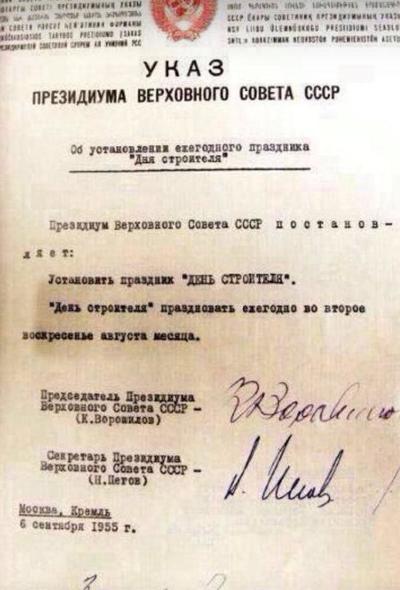 УКАЗ
ПРЕЗИДИУМА ВЕРХОВНОГО СОВЕТА СССР
Об установлении ежегодного праздника
"Дня строителя"
Президиум Верховного Совета СССР п о с т а н о в -
л я е т:
Установить праздник "ДЕНЬ СТРОИТЕЛЯ".
"День строителя" праздновать ежегодно во второе
воскресенье августа месяца.
Председатель Президиума
Верховного Совета СССР -
(К.Ворошилов)
Секретарь Президиума
Верховного Совета СССР -
(Н.Пегов)
Москва, Кремль
6 сентября 1955 г.